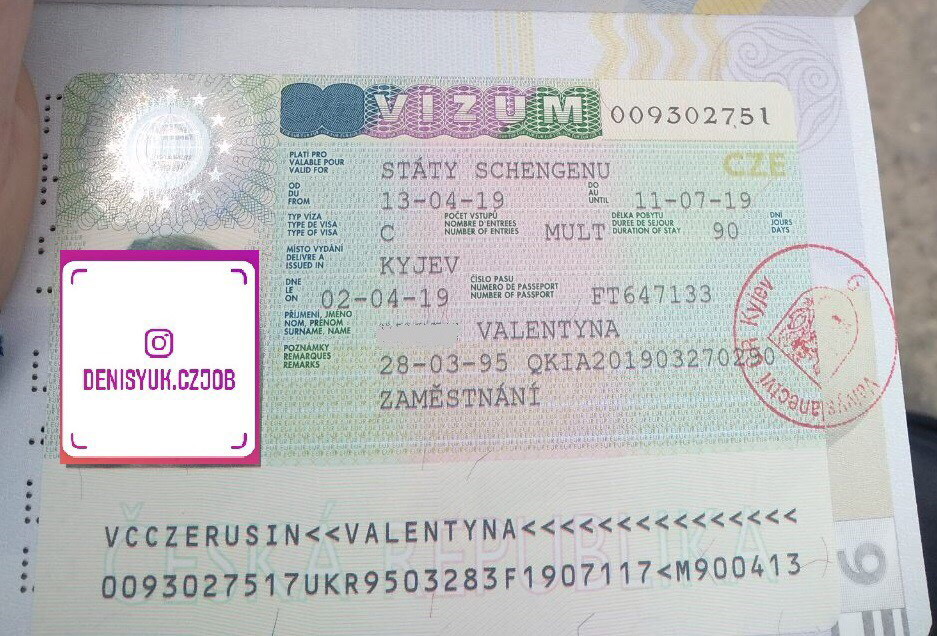 VÍZUM 009302751
PLATÍ PRO
VALABLE POUR
VALID FOR
STÁTY SCHENGENU
CZE
OD
DU
FROM
13-04-19
DO
AU
UNTIL
11-07-19
TYP VÍZA
TYPE DE VISA
TYPE OF VISA
C
POČET VSTUPŮ
NOMBRE D'ENTREES
NUMBER OF ENTRIES
MULT
DÉLKA POBYTU
DUREE DE SEJOUR
DURATION OF STAY
90
DNÍ
JOURS
DAYS
MÍSTO VYDÁNÍ
DELIVRE A
ISSUED IN
KYJEV
DNE
LE
ON
02-04-19
ČÍSLO PASU
NUMERO DE PASSEPORT
NUMBER OF PASSPORT
FT647133
PŘÍJMENÍ, JMÉNO
NOM, PRÉNOM
SURNAME, NAME
VALENTYNA
POZNÁMKY
REMARQUES
REMARKS
28-03-95 QKIA201903270290
ZAMĚSTNÁNÍ
DENISYUK.CZJOB
Velvyslanectví ČR Kyjev
6
ČESKÁ REPUBLIKA
VCCZERUSIN<<VALENTYNA<<<<<<<<<<<<<<<<
0093027517UKR9503283F1907117<M900413
6